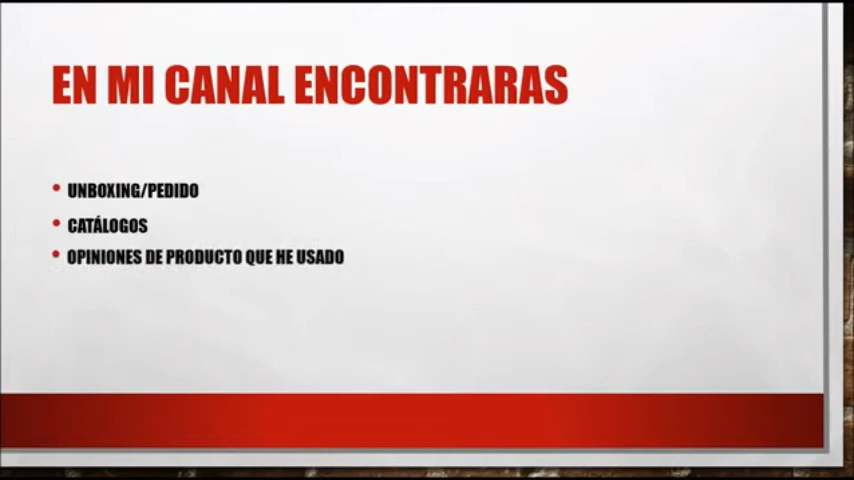 EN MI CANAL ENCONTRARAS
• UNBOXING/PEDIDO
• CATÁLOGOS
• OPINIONES DE PRODUCTO QUE HE USADO